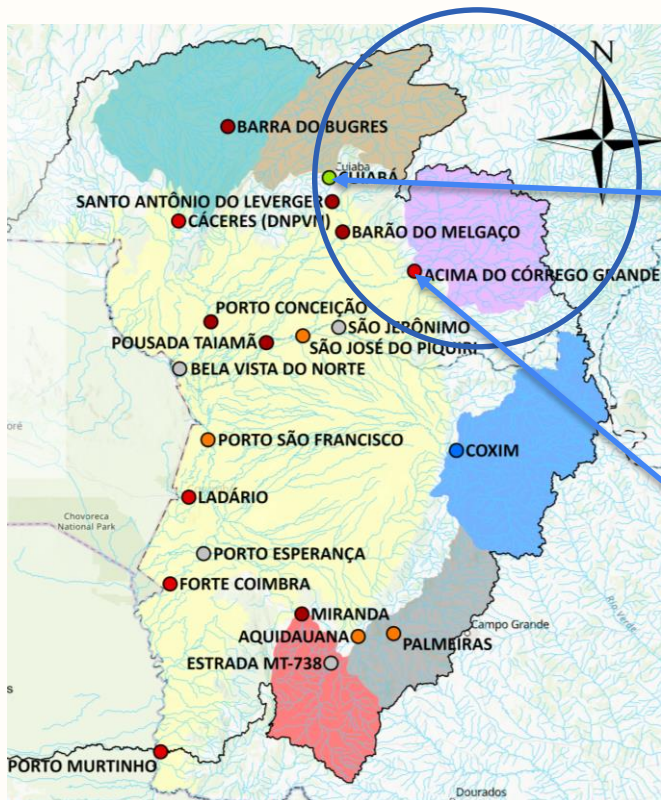 N
BARRA DO BUGRES
Cuiaba
CUIABÁ
SANTO ANTÔNIO DO LEVERGER
CÁCERES (DNPVN)
BARÃO DO MELGAÇO
ACIMA DO CÓRREGO GRANDE
PORTO CONCEIÇÃO
SÃO JERÔNIMO
POUSADA TAIAMÃ
SÃO JOSÉ DO PIQUIRI
BELA VISTA DO NORTE
PORTO SÃO FRANCISCO
COXIM
LADÁRIO
Chovoreca
National Park
PORTO ESPERANÇA
FORTE COIMBRA
Rio Verde
MIRANDA
Campo Grande
AQUIDAUANA
PALMEIRAS
ESTRADA MT-738
PORTO MURTINHO
Dourados